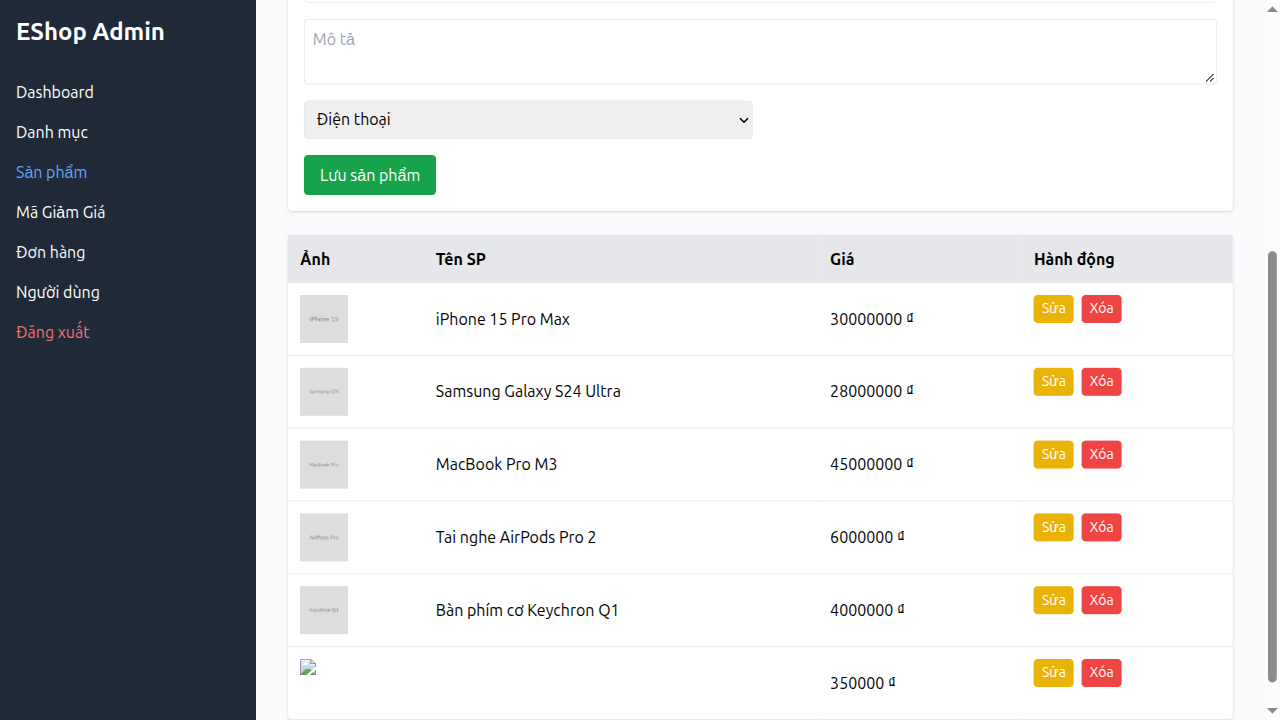 EShop Admin
Dashboard
Danh mục
Sản phẩm
Mã Giảm Giá
Đơn hàng
Người dùng
Đăng xuất
Mô tả
Điện thoại
Lưu sản phẩm
Ảnh Tên SP Giá Hành động
iPhone 15 iPhone 15 Pro Max 30000000 ₫ Sửa Xóa
Samsung S24 Samsung Galaxy S24 Ultra 28000000 ₫ Sửa Xóa
Macbook Pro MacBook Pro M3 45000000 ₫ Sửa Xóa
AirPods Pro Tai nghe AirPods Pro 2 6000000 ₫ Sửa Xóa
Keychron Q1 Bàn phím cơ Keychron Q1 4000000 ₫ Sửa Xóa
350000 ₫ Sửa Xóa